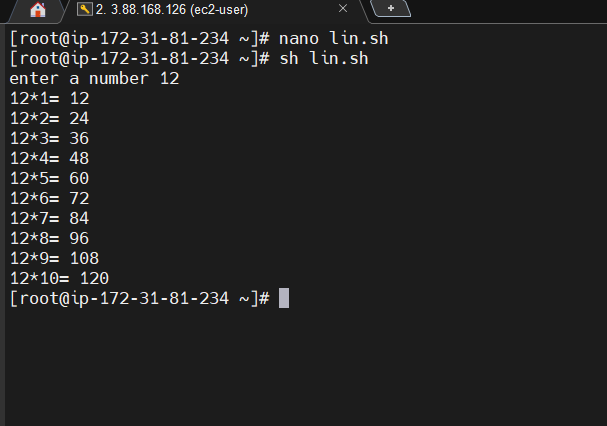 2. 3.88.168.126 (ec2-user)
[root@ip-172-31-81-234 ~]# nano lin.sh
[root@ip-172-31-81-234 ~]# sh lin.sh
enter a number 12
12*1= 12
12*2= 24
12*3= 36
12*4= 48
12*5= 60
12*6= 72
12*7= 84
12*8= 96
12*9= 108
12*10= 120
[root@ip-172-31-81-234 ~]#